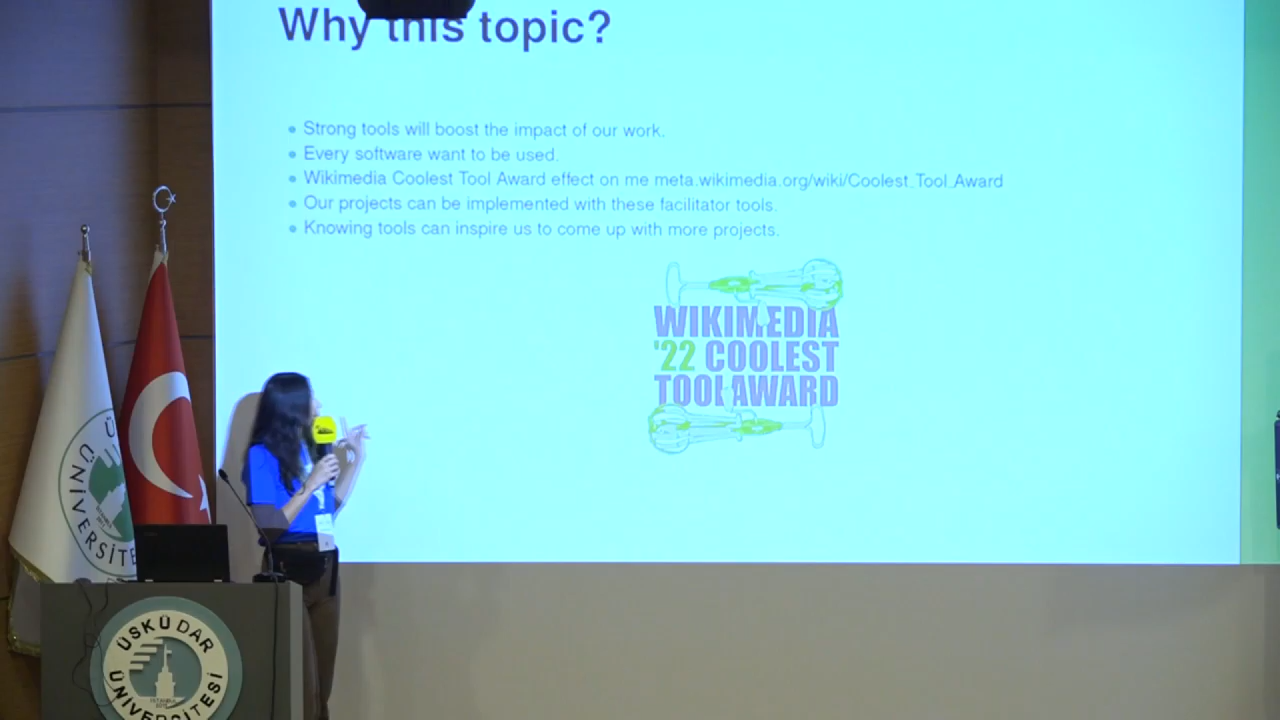 Why this topic?
Strong tools will boost the impact of our work.
Every software want to be used.
Wikimedia Coolest Tool Award effect on me meta.wikimedia.org/wiki/Coolest_Tool_Award
Our projects can be implemented with these facilitator tools.
Knowing tools can inspire us to come up with more projects.
WIKIMEDIA
'22 COOLEST
TOOL AWARD
ÜNİVERSİTE
ÜSKÜDAR
ÜNİVERSİTESİ